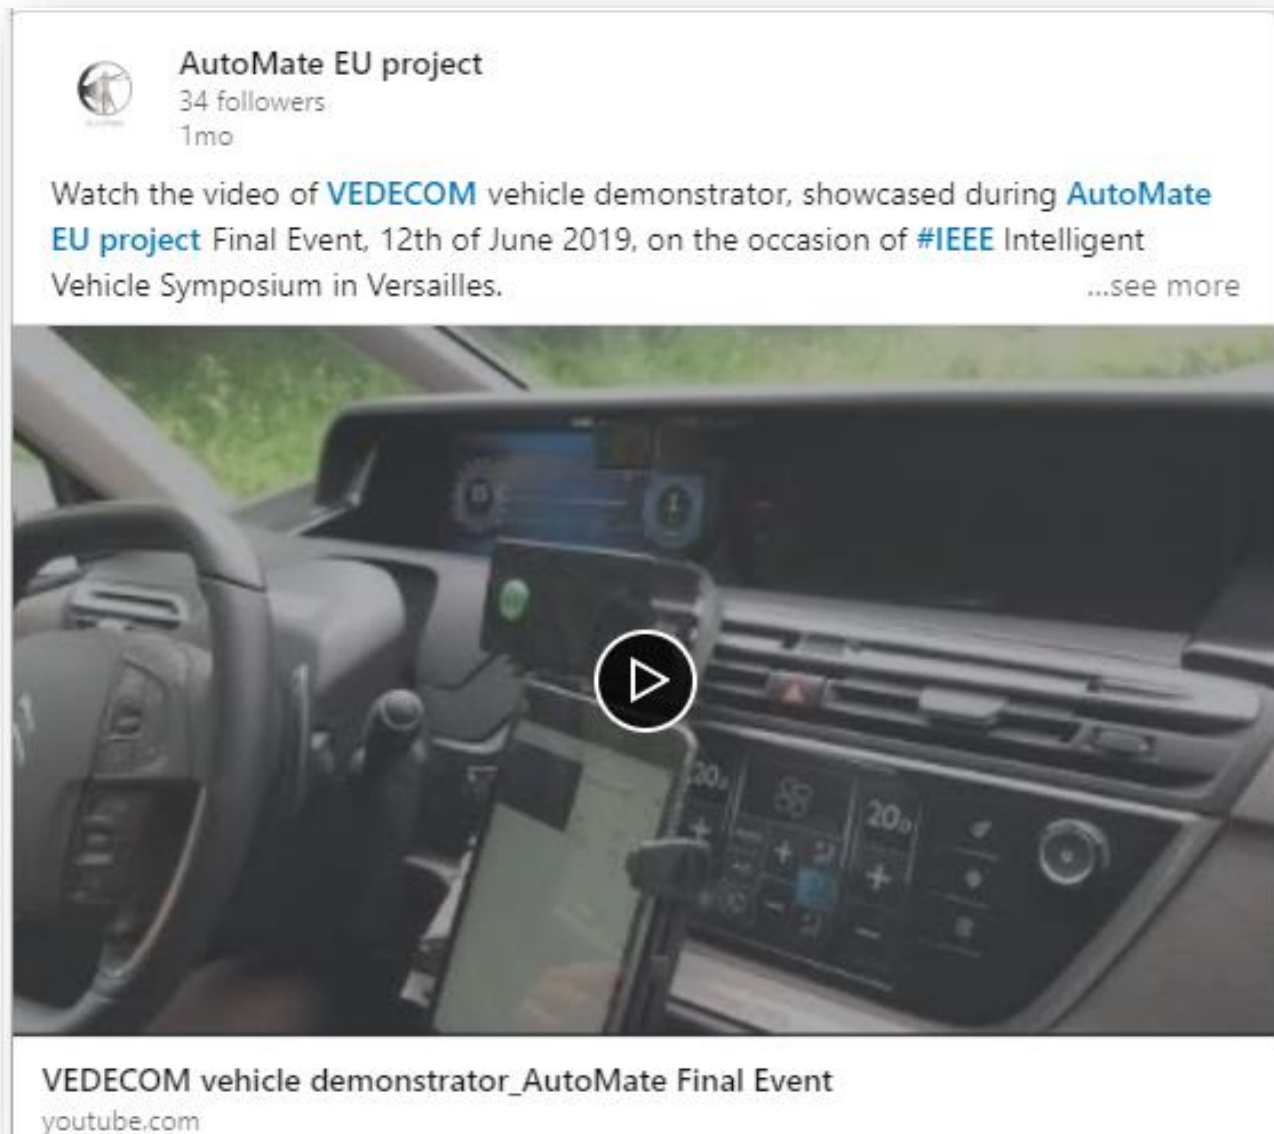 AutoMate EU project
34 followers
1mo
Watch the video of VEDECOM vehicle demonstrator, showcased during AutoMate
EU project Final Event, 12th of June 2019, on the occasion of #IEEE Intelligent
Vehicle Symposium in Versailles. ...see more
20
20
VEDECOM vehicle demonstrator_AutoMate Final Event
youtube.com